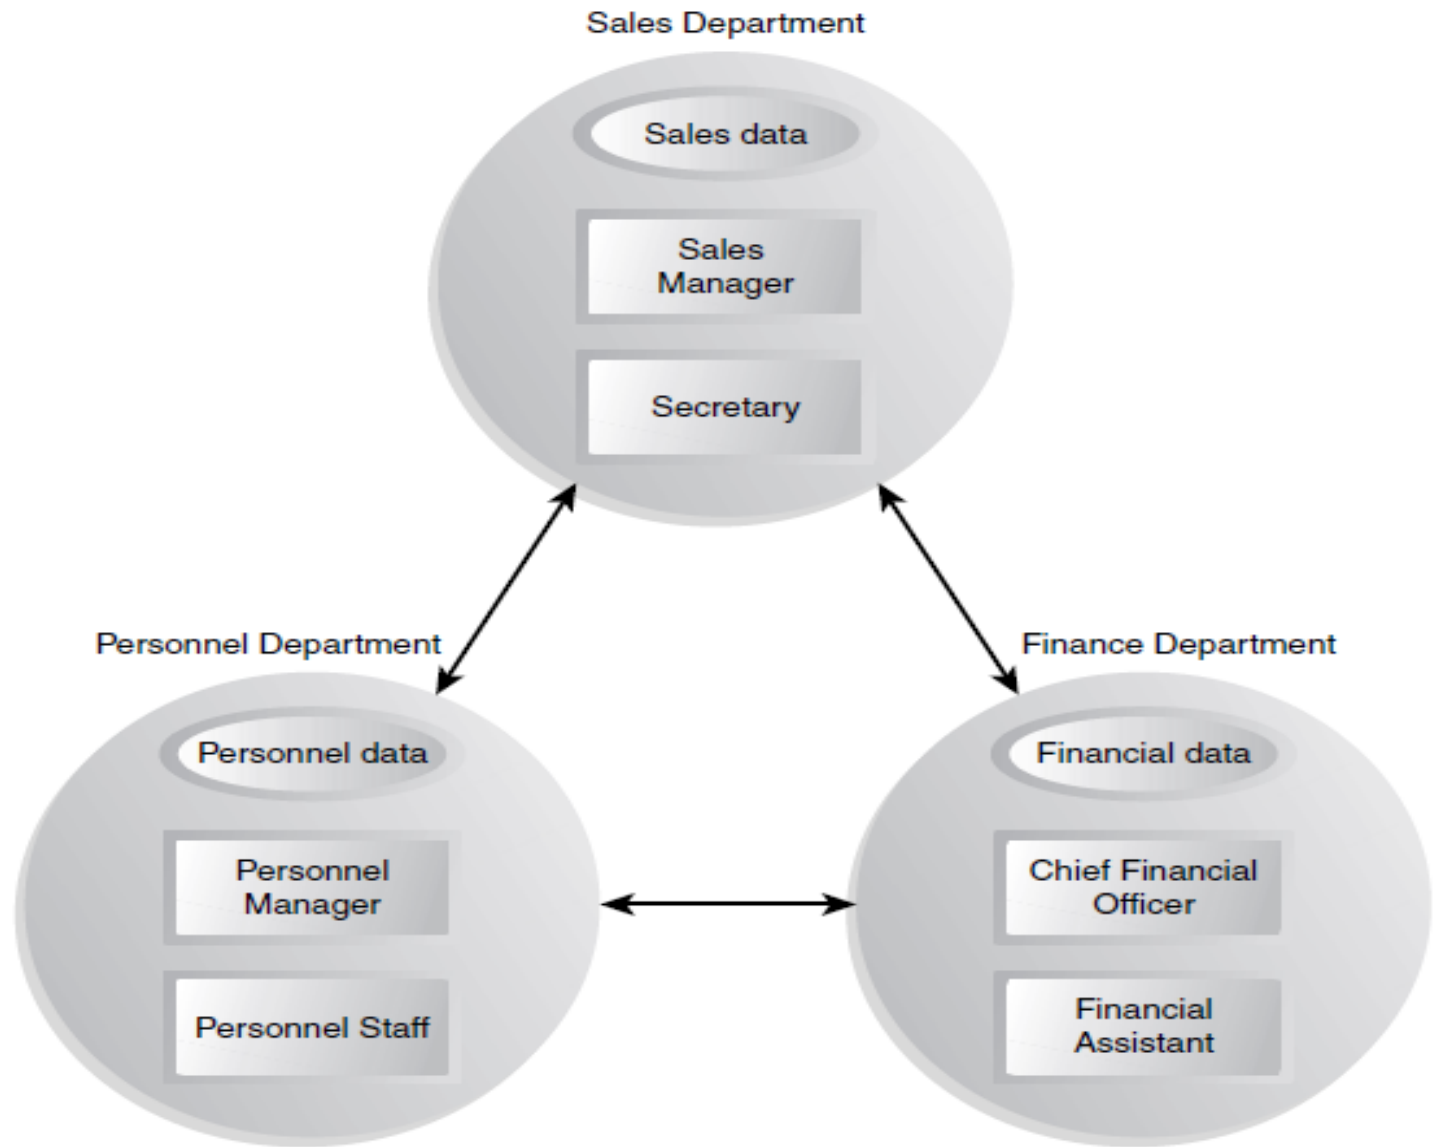 Sales Department
Sales data
Sales
Manager
Secretary
Personnel Department
Personnel data
Personnel
Manager
Personnel Staff
Finance Department
Financial data
Chief Financial
Officer
Financial
Assistant